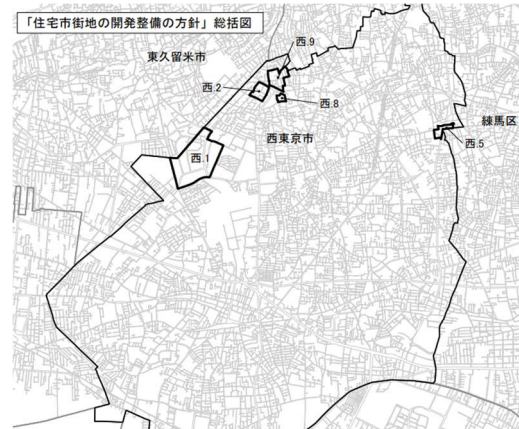 「住宅市街地の開発整備の方針」総括図
東久留米市
西.9
西.2
西.8
西東京市
練馬区
西.5
西.1